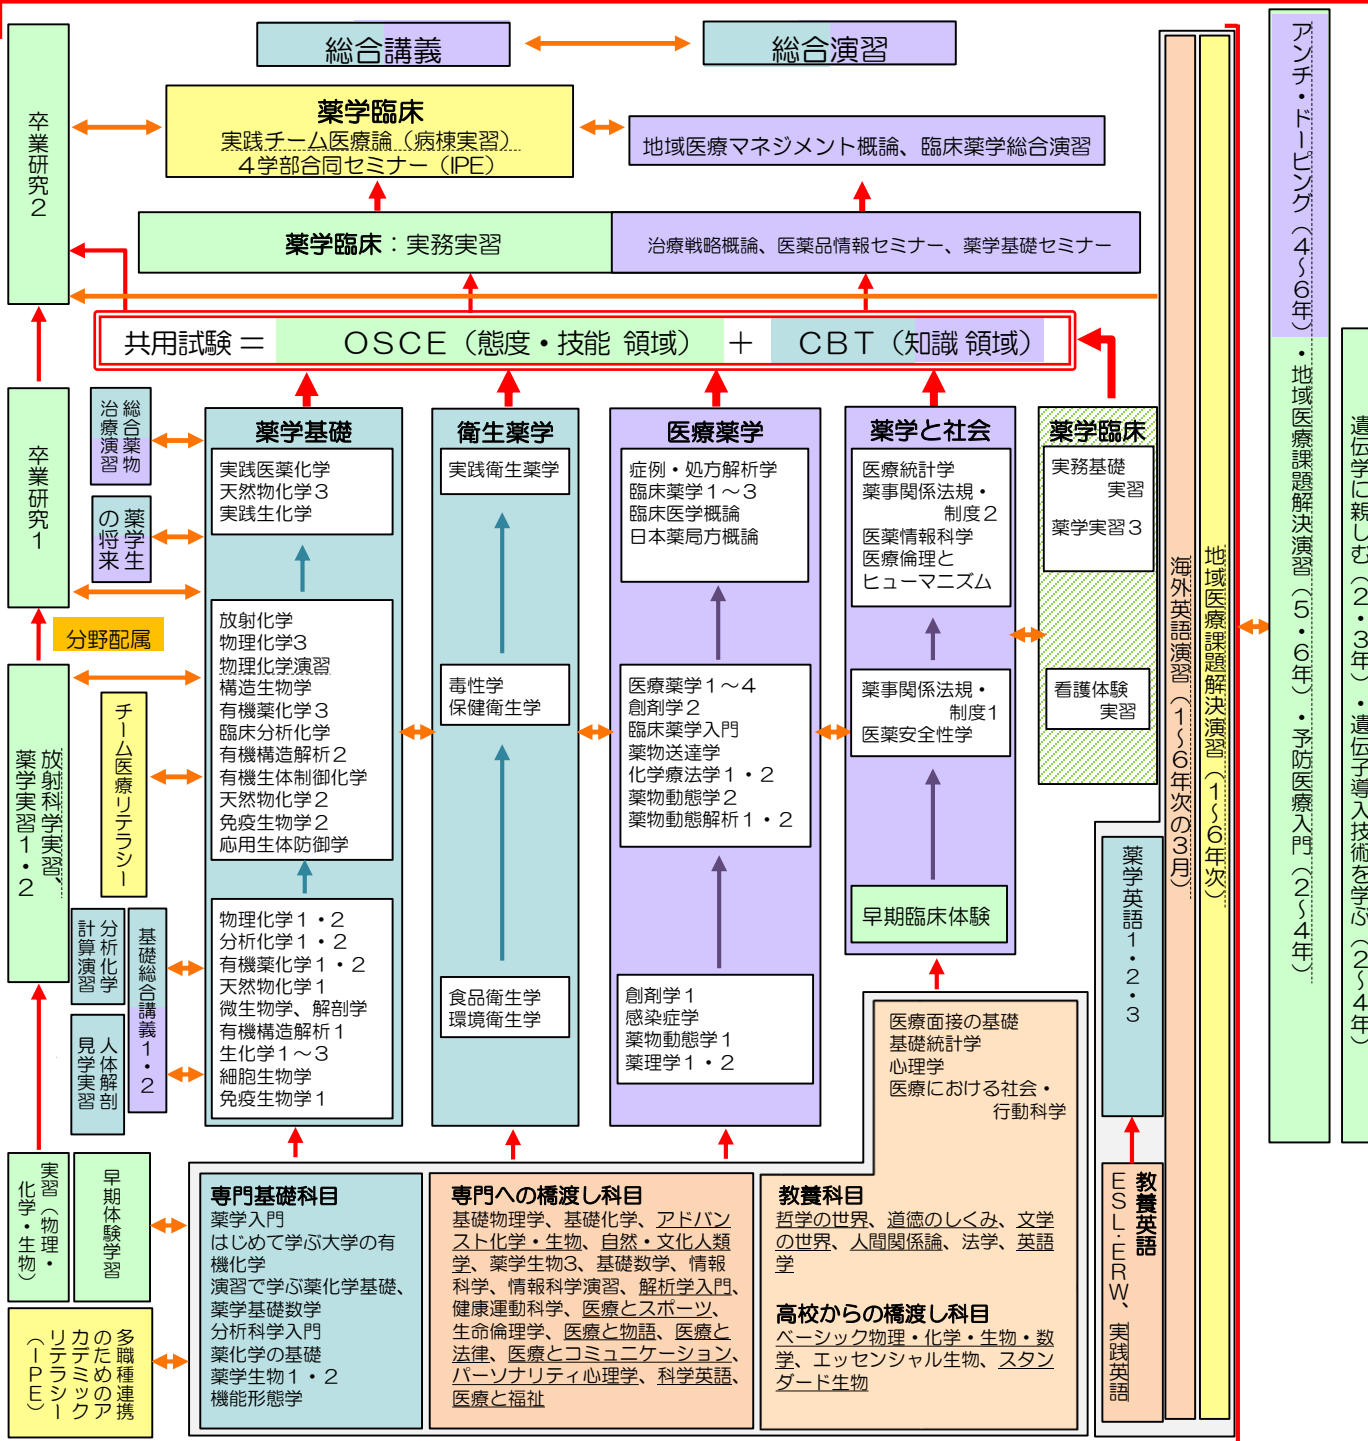 総合講義
総合演習
卒業研究２
薬学臨床
実践チーム医療論（病棟実習）
４学部合同セミナー（IPE）
地域医療マネジメント概論、臨床薬学総合演習
薬学臨床：実務実習
治療戦略概論、医薬品情報セミナー、薬学基礎セミナー
共用試験＝　ＯＳＣＥ（態度・技能 領域）　＋　ＣＢＴ（知識 領域）
卒業研究１
総合薬物
治療演習
薬学生
の将来
分野配属
放射科学実習、
薬学実習１・２
チーム医療リテラシー
分析化学
計算演習
基礎総合講義１・２
人体解剖
見学実習
薬学基礎
実践医薬化学
天然物化学３
実践生化学
放射化学
物理化学３
物理化学演習
構造生物学
有機薬化学３
臨床分析化学
有機構造解析２
有機生体制御化学
天然物化学２
免疫生物学２
応用生体防御学
物理化学１・２
分析化学１・２
有機薬化学１・２
天然物化学１
微生物学、解剖学
有機構造解析１
生化学１～３
細胞生物学
免疫生物学１
衛生薬学
実践衛生薬学
毒性学
保健衛生学
食品衛生学
環境衛生学
医療薬学
症例・処方解析学
臨床薬学１～３
臨床医学概論
日本薬局方概論
医療薬学１～４
創剤学２
臨床薬学入門
薬物送達学
化学療法学１・２
薬物動態学２
薬物動態解析１・２
創剤学１
感染症学
薬物動態学１
薬理学１・２
薬学と社会
医療統計学
薬事関係法規・
制度２
医薬情報科学
医療倫理と
ヒューマニズム
薬事関係法規・
制度１
医薬安全性学
早期臨床体験
薬学臨床
実務基礎
実習
薬学実習３
看護体験
実習
医療面接の基礎
基礎統計学
心理学
医療における社会・
行動科学
実習（物理・
化学・生物）
早期体験学習
多職種連携
のためのア
カデミック
リテラシー
（ＩＰＥ）
専門基礎科目
薬学入門
はじめて学ぶ大学の有
機化学
演習で学ぶ薬化学基礎、
薬学基礎数学
分析科学入門
薬化学の基礎
薬学生物１・２
機能形態学
専門への橋渡し科目
基礎物理学、基礎化学、アドバン
スト化学・生物、自然・文化人類
学、薬学生物3、基礎数学、情報
科学、情報科学演習、解析学入門、
健康運動科学、医療とスポーツ、
生命倫理学、医療と物語、医療と
法律、医療とコミュニケーション、
パーソナリティ心理学、科学英語、
医療と福祉
教養科目
哲学の世界、道徳のしくみ、文学
の世界、人間関係論、法学、英語
学
高校からの橋渡し科目
ベーシック物理・化学・生物・数
学、エッセンシャル生物、スタン
ダード生物
薬学英語１・２・３
教養英語
ＥＳＬ・ＥＲＷ、実践英語
海外英語演習（１～６年次の３月）
地域医療課題解決演習（１～６年次）
アンチ・ドーピング（４～６年）・地域医療課題解決演習（５・６年）・予防医療入門（２～４年）
遺伝学に親しむ（２・３年）・遺伝子導入技術を学ぶ（２～４年）